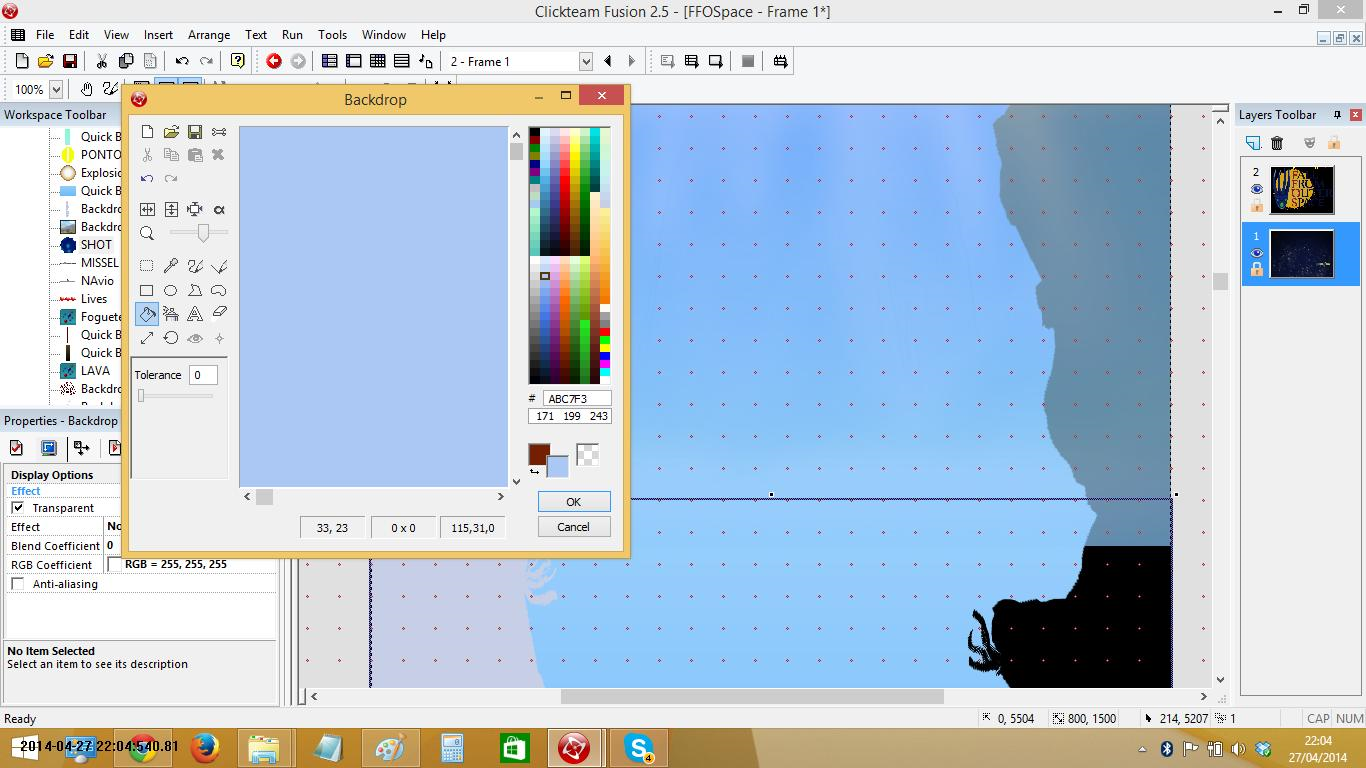 Clickteam Fusion 2.5 - [FFOSpace - Frame 1*]
File Edit View Insert Arrange Text Run Tools Window Help
2 - Frame 1
100%
Workspace Toolbar
Quick B
PONTO
Explosio
Quick B
Backdro
Backdro
SHOT
MISSEL
NAvio
Lives
Foguete
Quick B
Quick B
LAVA
Backdro
Properties - Backdrop
Display Options
Effect
Transparent
Effect No
Blend Coefficient 0
RGB Coefficient RGB = 255, 255, 255
Anti-aliasing
No Item Selected
Select an item to see its description
Backdrop
Tolerance 0
# ABC7F3
171 199 243
OK
Cancel
33, 23 0 x 0 115,31,0
Layers Toolbar
2
1
Ready
0, 5504 800, 1500 214, 5207 1 CAP NUM
2014-04-27 22:04:540.81
4
22:04
27/04/2014